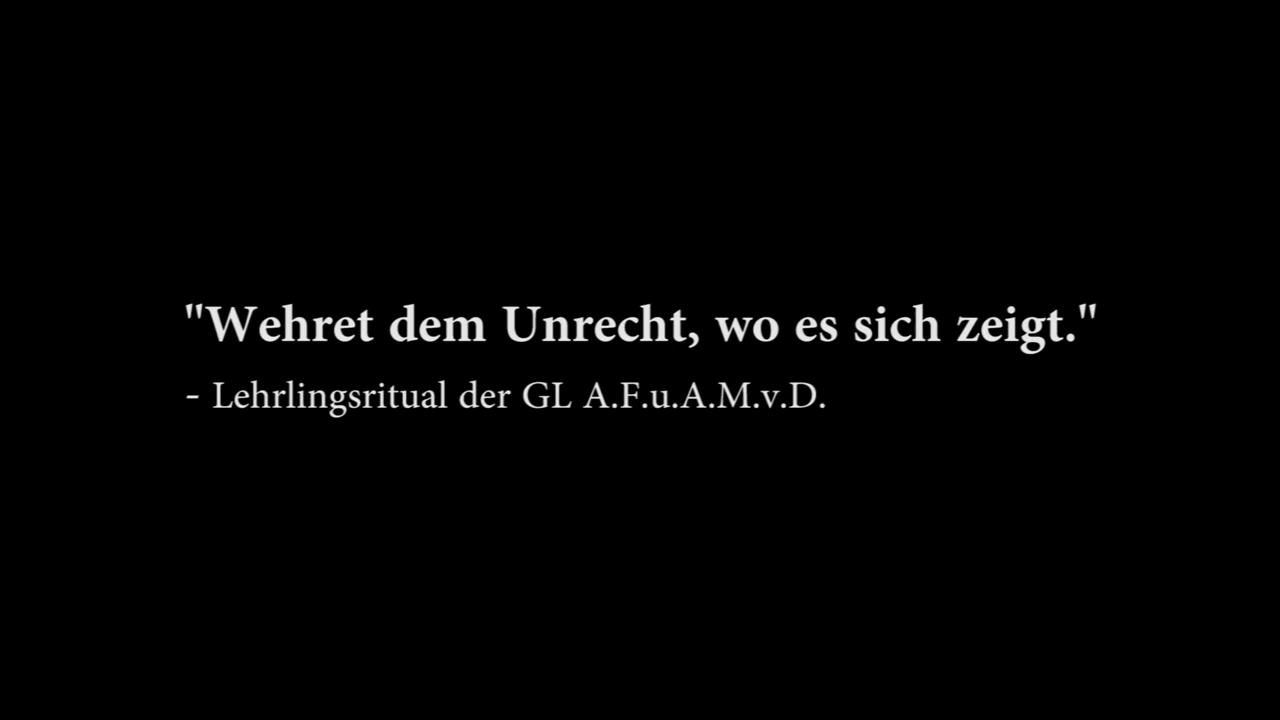 "Wehret dem Unrecht, wo es sich zeigt."
- Lehrlingsritual der GL A.F.u.A.M.v.D.